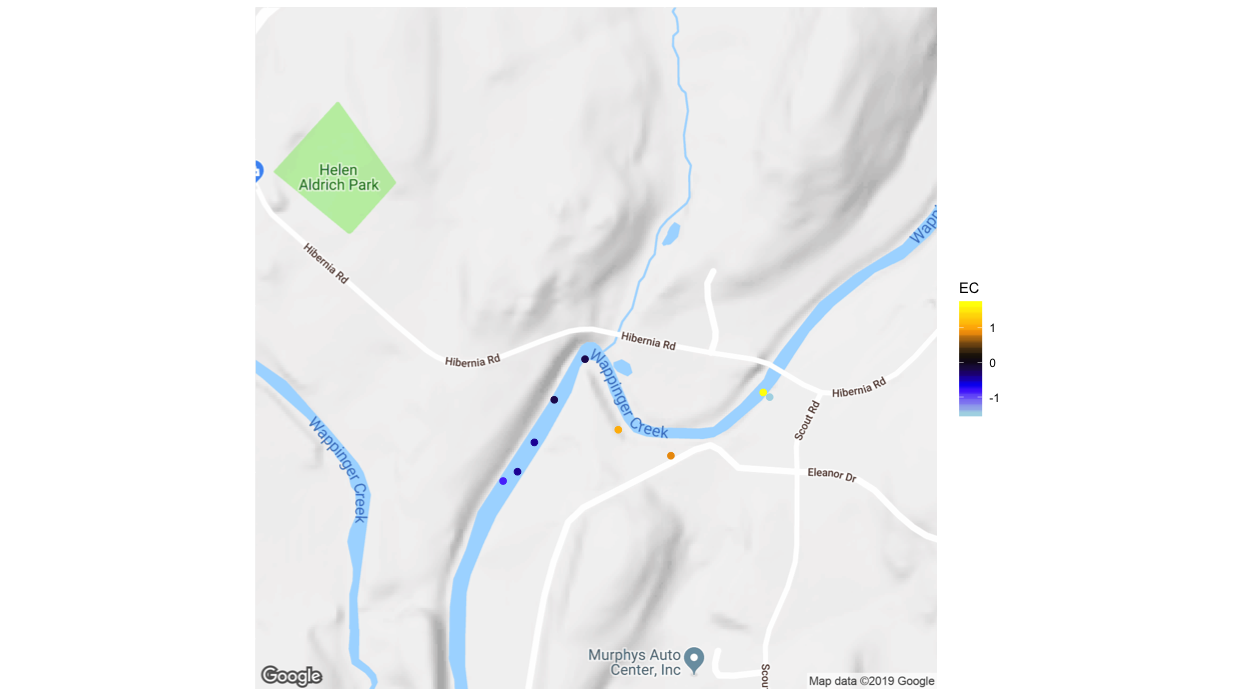 Helen
Aldrich Park
Wappi
Hibernia Rd
EC
1
Hibernia Rd
Hibernia Rd
0
Wappinger Creek
Hibernia Rd
-1
Scout Rd
Wappinger Creek
Eleanor Dr
Murphys Auto
Center, Inc
Scou
Google
Map data ©2019 Google